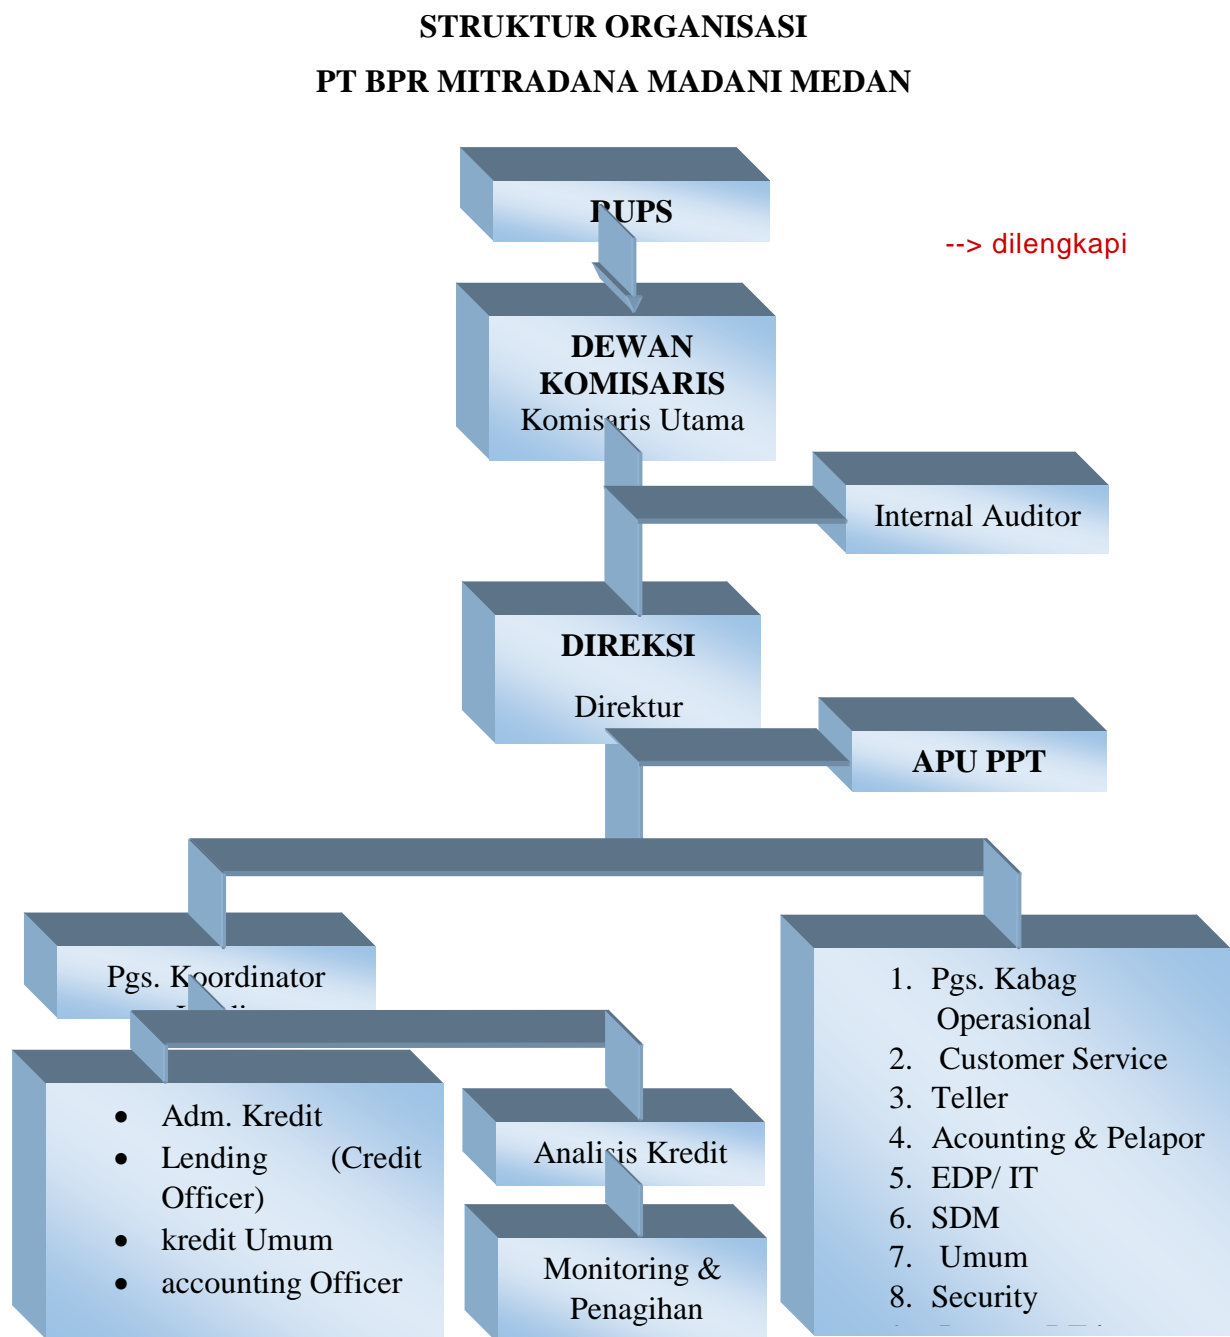 STRUKTUR ORGANISASI
PT BPR MITRADANA MADANI MEDAN
RUPS
--> dilengkapi
DEWAN
KOMISARIS
Komisaris Utama
Internal Auditor
DIREKSI
Direktur
APU PPT
Pgs. Koordinator
• Adm. Kredit
• Lending (Credit
Officer)
• kredit Umum
• accounting Officer
Analisis Kredit
Monitoring &
Penagihan
1. Pgs. Kabag
Operasional
2. Customer Service
3. Teller
4. Acounting & Pelapor
5. EDP/ IT
6. SDM
7. Umum
8. Security